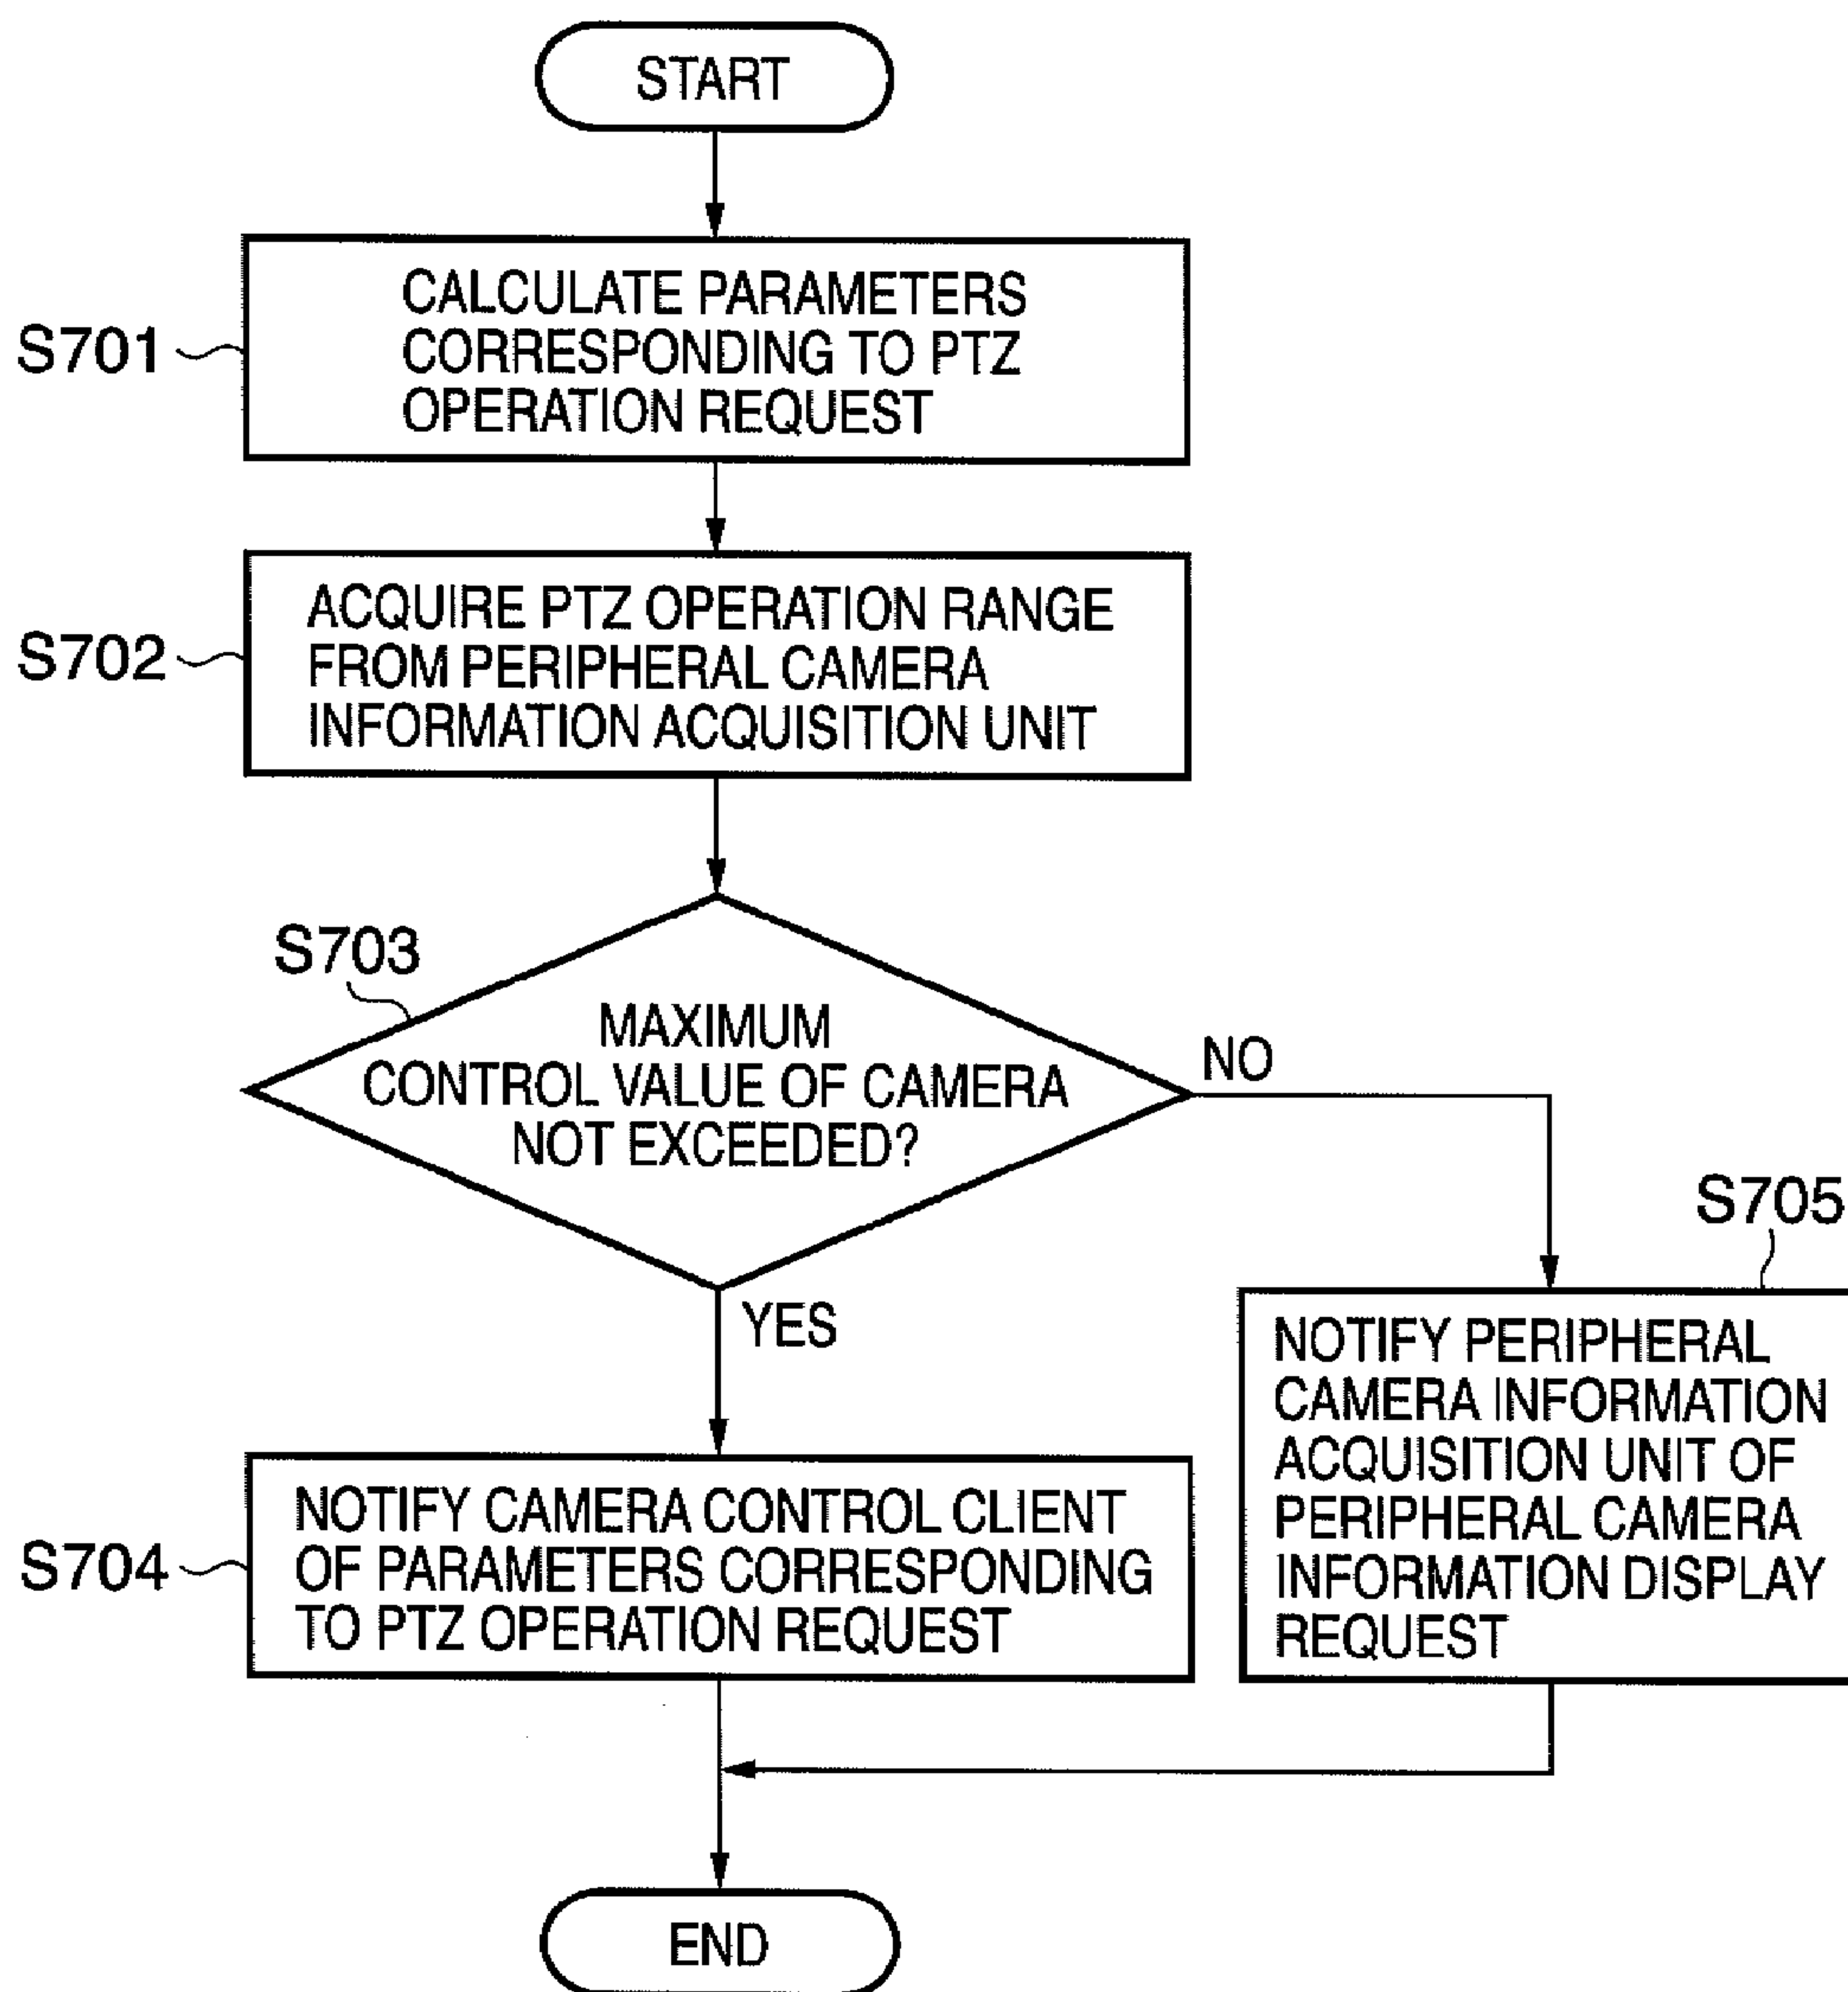 START
S701
CALCULATE PARAMETERS
CORRESPONDING TO PTZ
OPERATION REQUEST
S702
ACQUIRE PTZ OPERATION RANGE
FROM PERIPHERAL CAMERA
INFORMATION ACQUISITION UNIT
S703
MAXIMUM
CONTROL VALUE OF CAMERA
NOT EXCEEDED?
NO
YES
S704
NOTIFY CAMERA CONTROL CLIENT
OF PARAMETERS CORRESPONDING
TO PTZ OPERATION REQUEST
S705
NOTIFY PERIPHERAL
CAMERA INFORMATION
ACQUISITION UNIT OF
PERIPHERAL CAMERA
INFORMATION DISPLAY
REQUEST
END